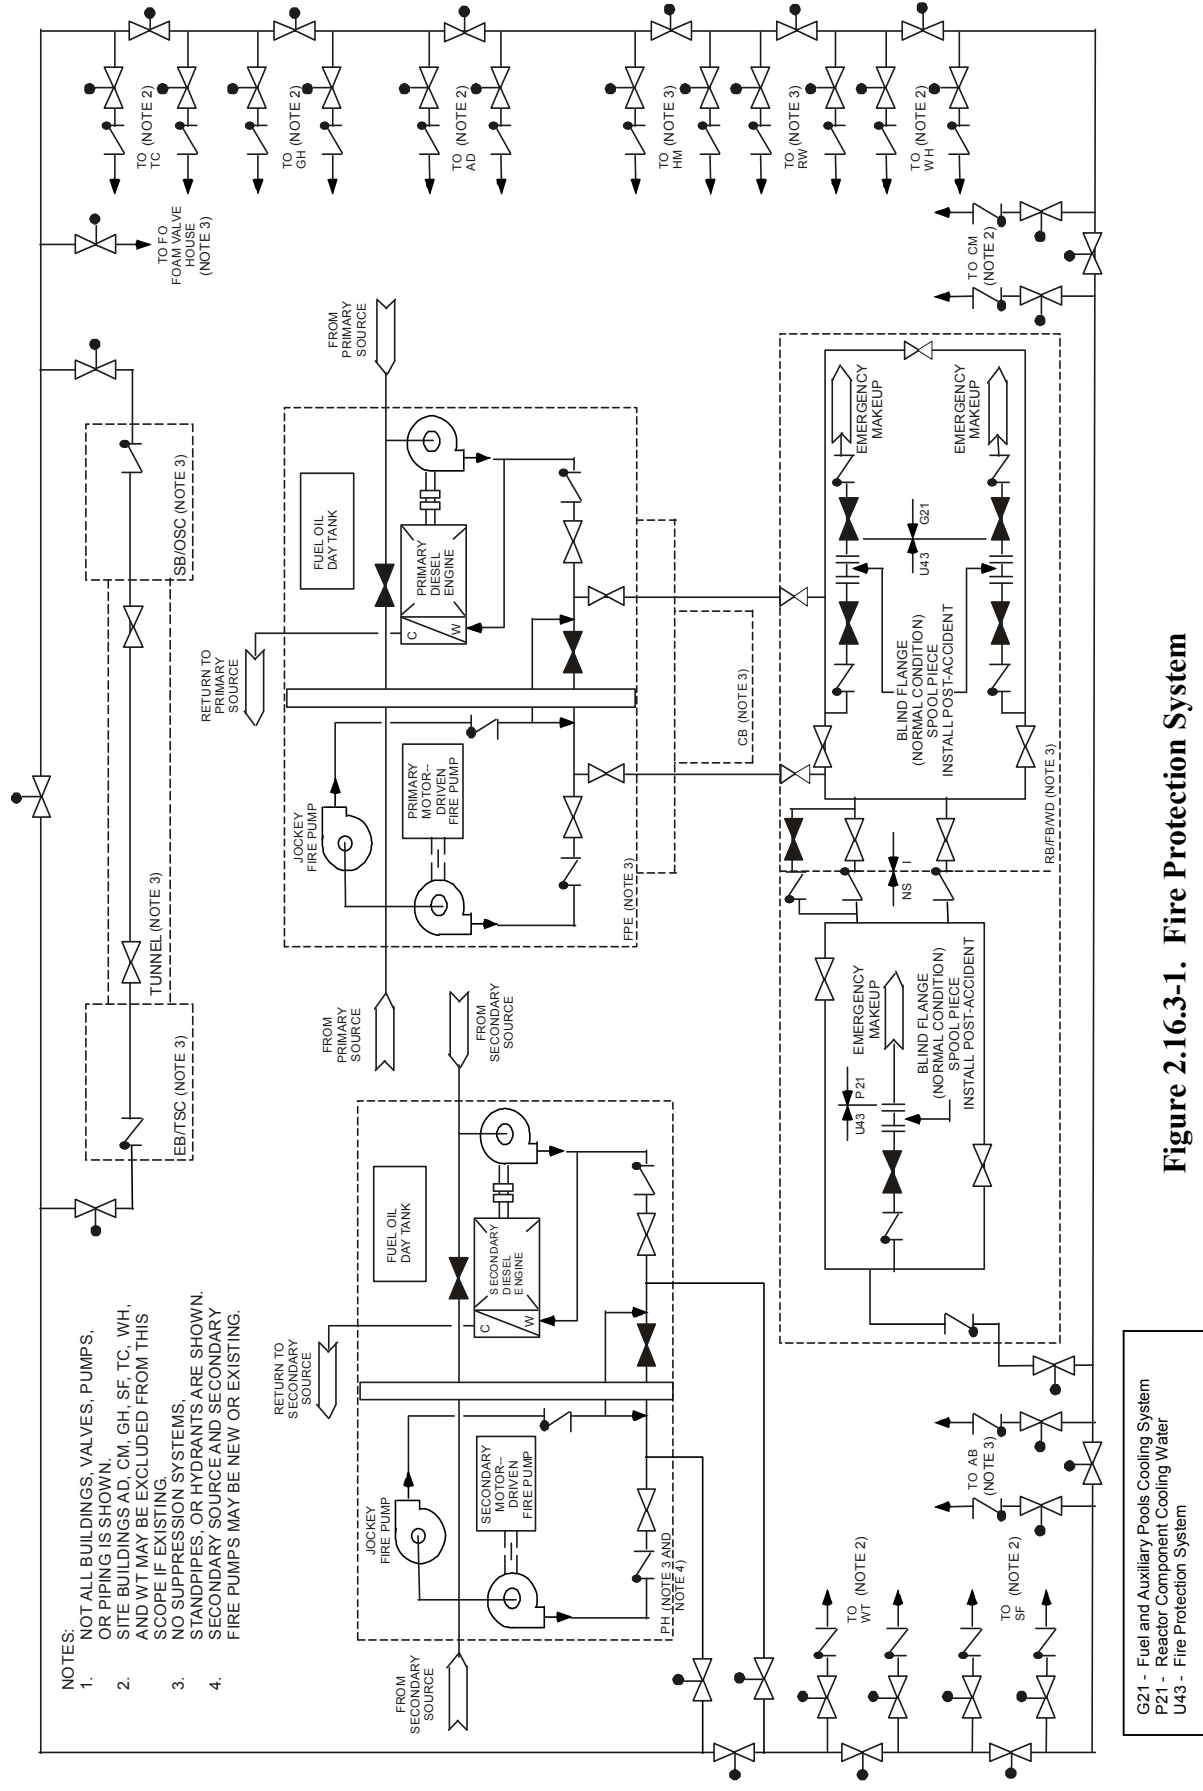 NOTES:
1. NOT ALL BUILDINGS, VALVES, PUMPS,
OR PIPING IS SHOWN.
2. SITE BUILDINGS AD, CM, GH, SF, TC, WH,
AND WT MAY BE EXCLUDED FROM THIS
SCOPE IF EXISTING.
3. NO SUPPRESSION SYSTEMS,
STANDPIPES, OR HYDRANTS ARE SHOWN.
4. SECONDARY SOURCE AND SECONDARY
FIRE PUMPS MAY BE NEW OR EXISTING.
EB/TSC (NOTE 3)
TUNNEL (NOTE 3)
SB/OSC (NOTE 3)
TO FO
FOAM VALVE
HOUSE
(NOTE 3)
TO
TC
(NOTE 2)
TO
GH
(NOTE 2)
TO
AD
(NOTE 2)
TO
HM
(NOTE 3)
TO
RW
(NOTE 3)
TO
WH
(NOTE 2)
RETURN TO
SECONDARY
SOURCE
FUEL OIL
DAY TANK
JOCKEY
FIRE PUMP
SECONDARY
MOTOR--
DRIVEN
FIRE PUMP
C
W
SECONDARY
DIESEL
ENGINE
FROM
SECONDARY
SOURCE
FROM
SECONDARY
SOURCE
PH (NOTE 3 AND
NOTE 4)
RETURN TO
PRIMARY
SOURCE
FUEL OIL
DAY TANK
JOCKEY
FIRE PUMP
PRIMARY
MOTOR--
DRIVEN
FIRE PUMP
C
W
PRIMARY
DIESEL
ENGINE
FROM
PRIMARY
SOURCE
FROM
PRIMARY
SOURCE
FPE (NOTE 3)
CB (NOTE 3)
TO
WT
(NOTE 2)
TO
SF
(NOTE 2)
TO AB
(NOTE 3)
U43
P21
EMERGENCY
MAKEUP
BLIND FLANGE
(NORMAL CONDITION)
SPOOL PIECE
INSTALL POST-ACCIDENT
NS
I
BLIND FLANGE
(NORMAL CONDITION)
SPOOL PIECE
INSTALL POST-ACCIDENT
U43
G21
EMERGENCY
MAKEUP
EMERGENCY
MAKEUP
RB/FB/WD (NOTE 3)
TO CM
(NOTE 2)
G21 - Fuel and Auxiliary Pools Cooling System
P21 - Reactor Component Cooling Water
U43 - Fire Protection System
Figure 2.16.3-1. Fire Protection System